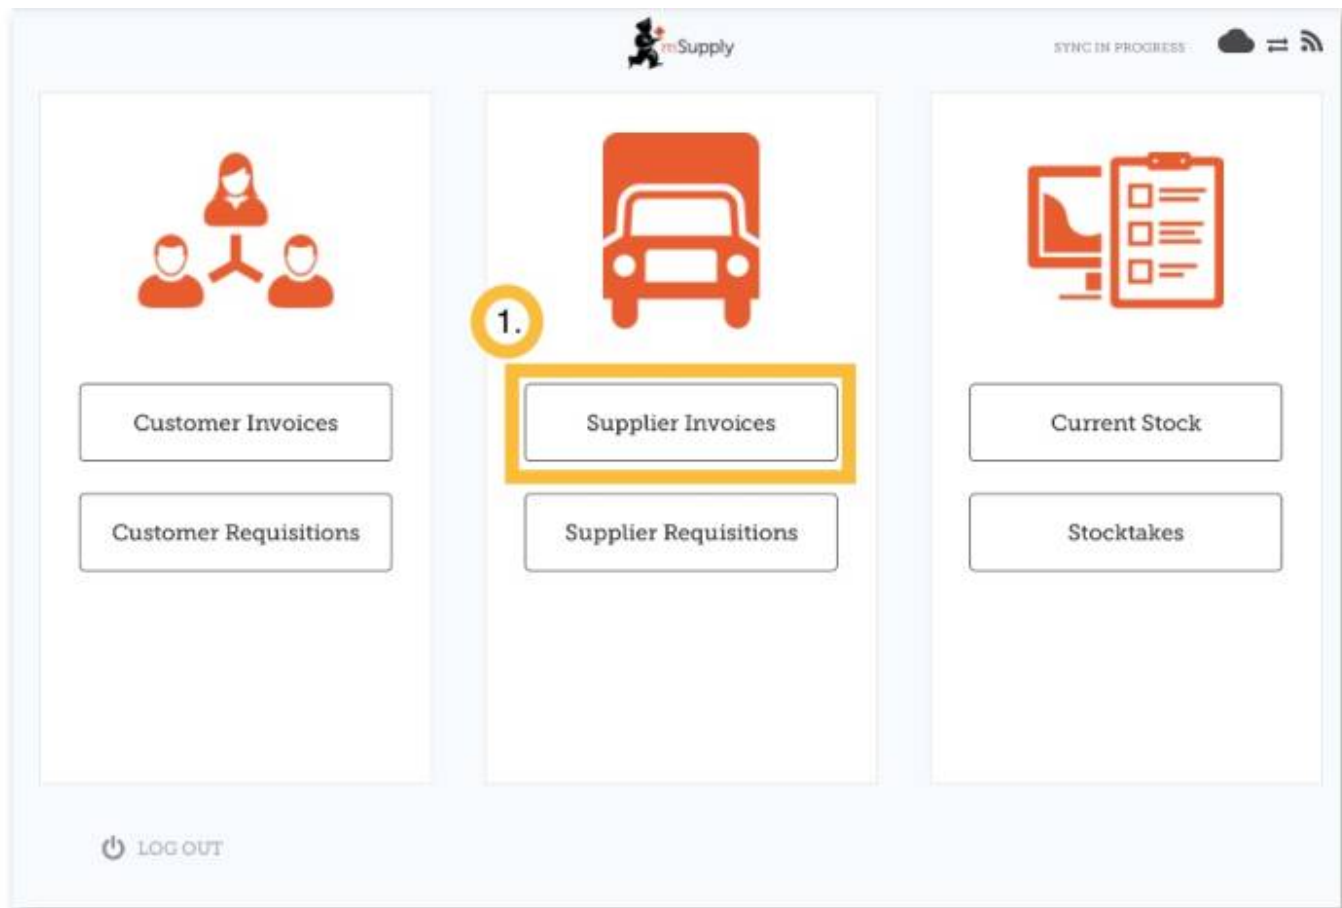 mSupply
SYNC IN PROGRESS
1.
Customer Invoices
Supplier Invoices
Current Stock
Customer Requisitions
Supplier Requisitions
Stocktakes
LOG OUT